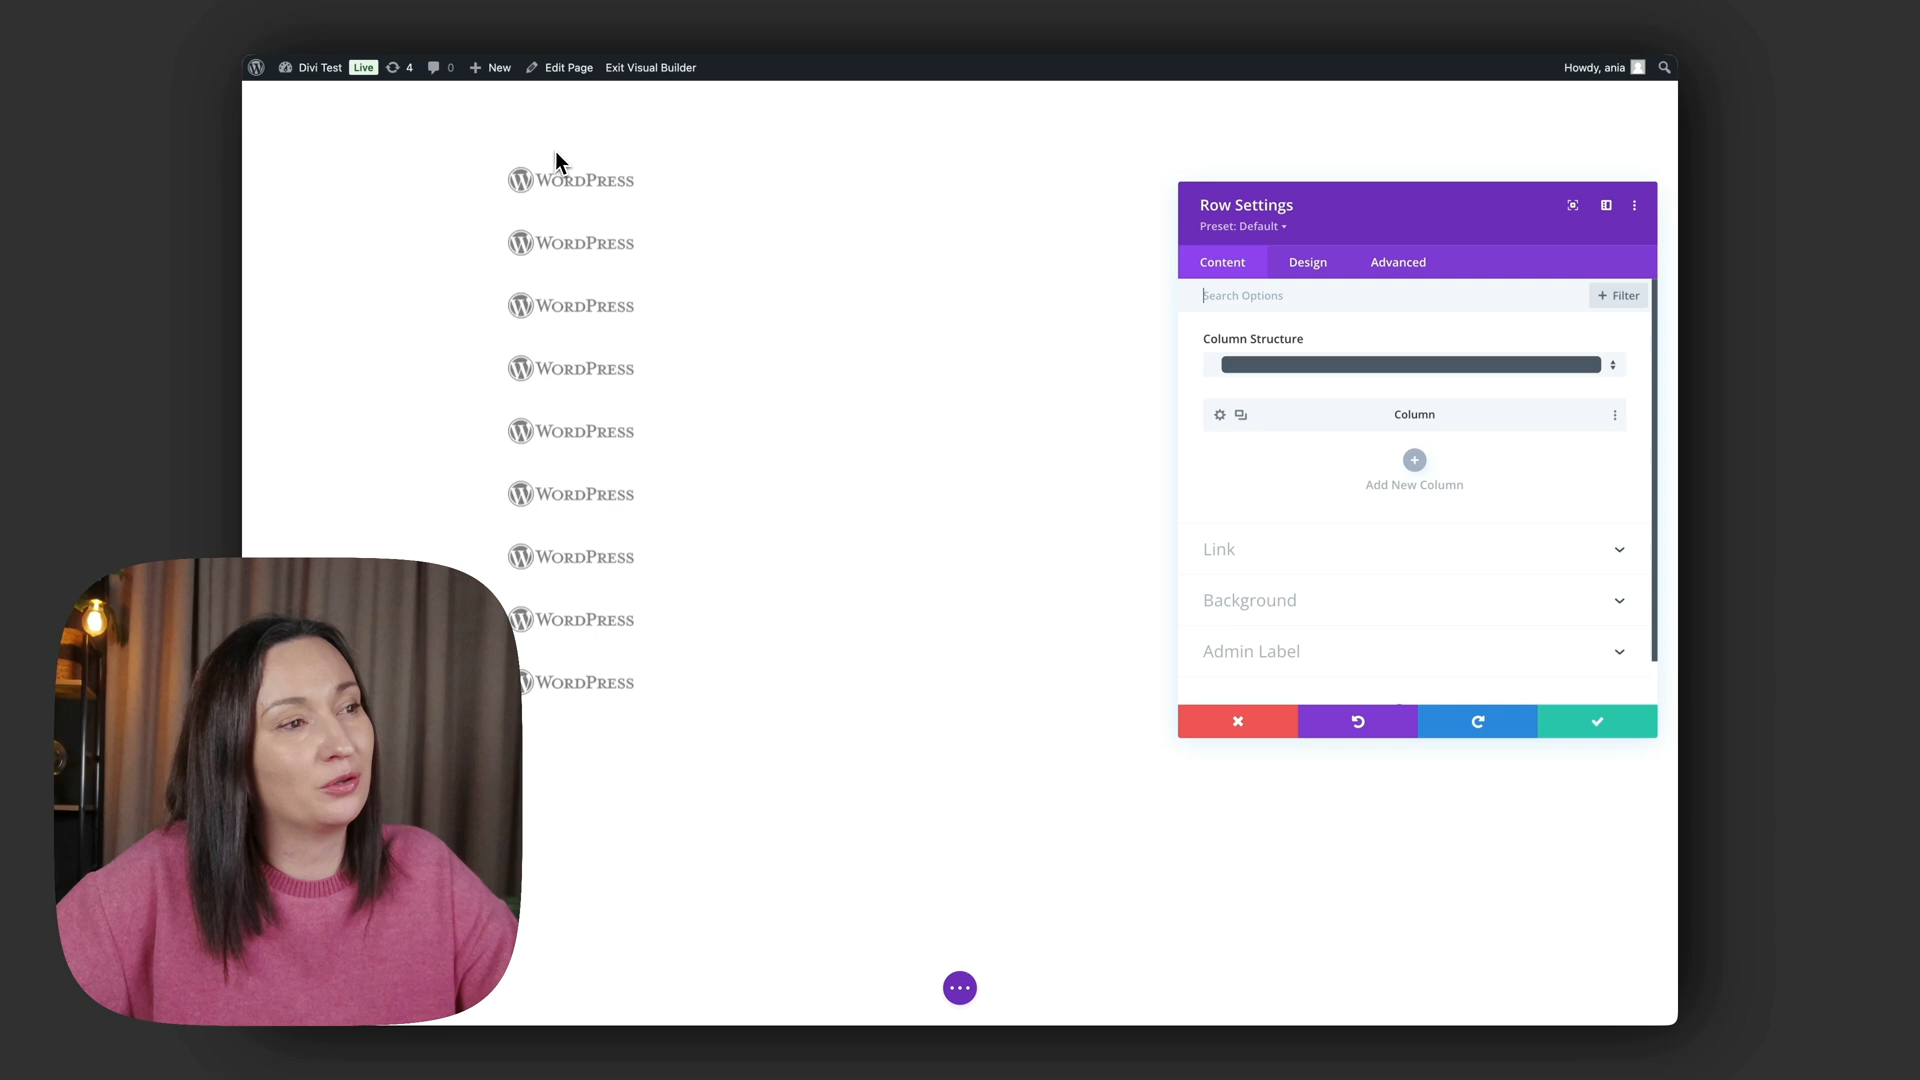 Divi Test Live 4 0 New Edit Page Exit Visual Builder Howdy, ania
WORDPRESS
WORDPRESS
WORDPRESS
WORDPRESS
WORDPRESS
WORDPRESS
WORDPRESS
WORDPRESS
WORDPRESS
Row Settings
Preset: Default
Content Design Advanced
Search Options + Filter
Column Structure
Column
Add New Column
Link
Background
Admin Label